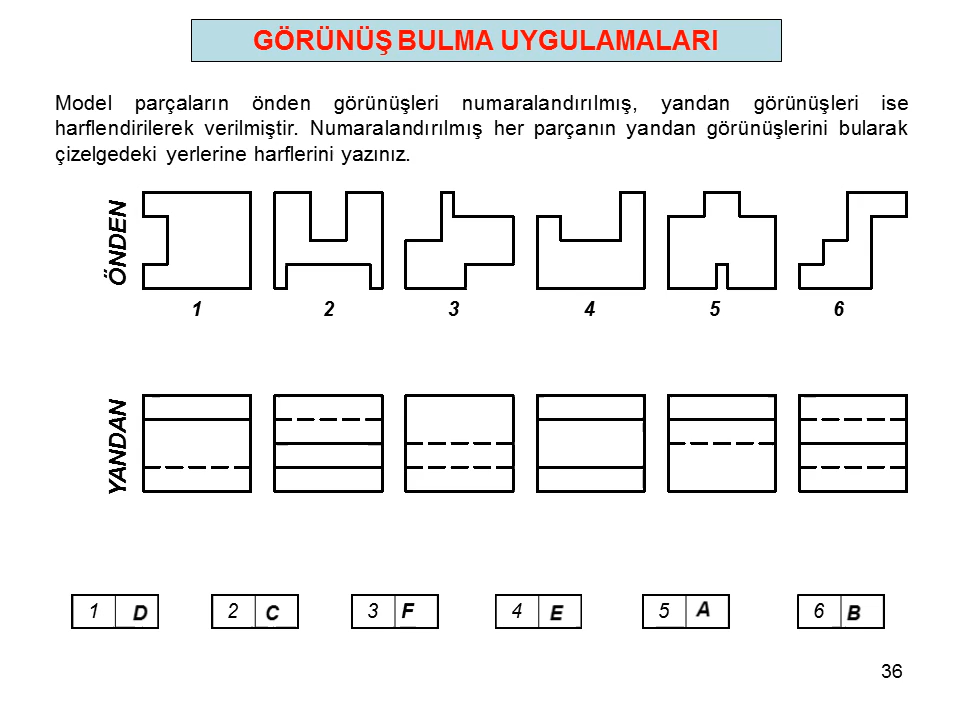 GÖRÜNÜŞ BULMA UYGULAMALARI
Model parçaların önden görünüşleri numaralandırılmış, yandan görünüşleri ise
harflendirilerek verilmiştir. Numaralandırılmış her parçanın yandan görünüşlerini bularak
çizelgedeki yerlerine harflerini yazınız.
ÖNDEN
1 2 3 4 5 6
YANDAN
1 D 2 C 3 F 4 E 5 A 6 B
36